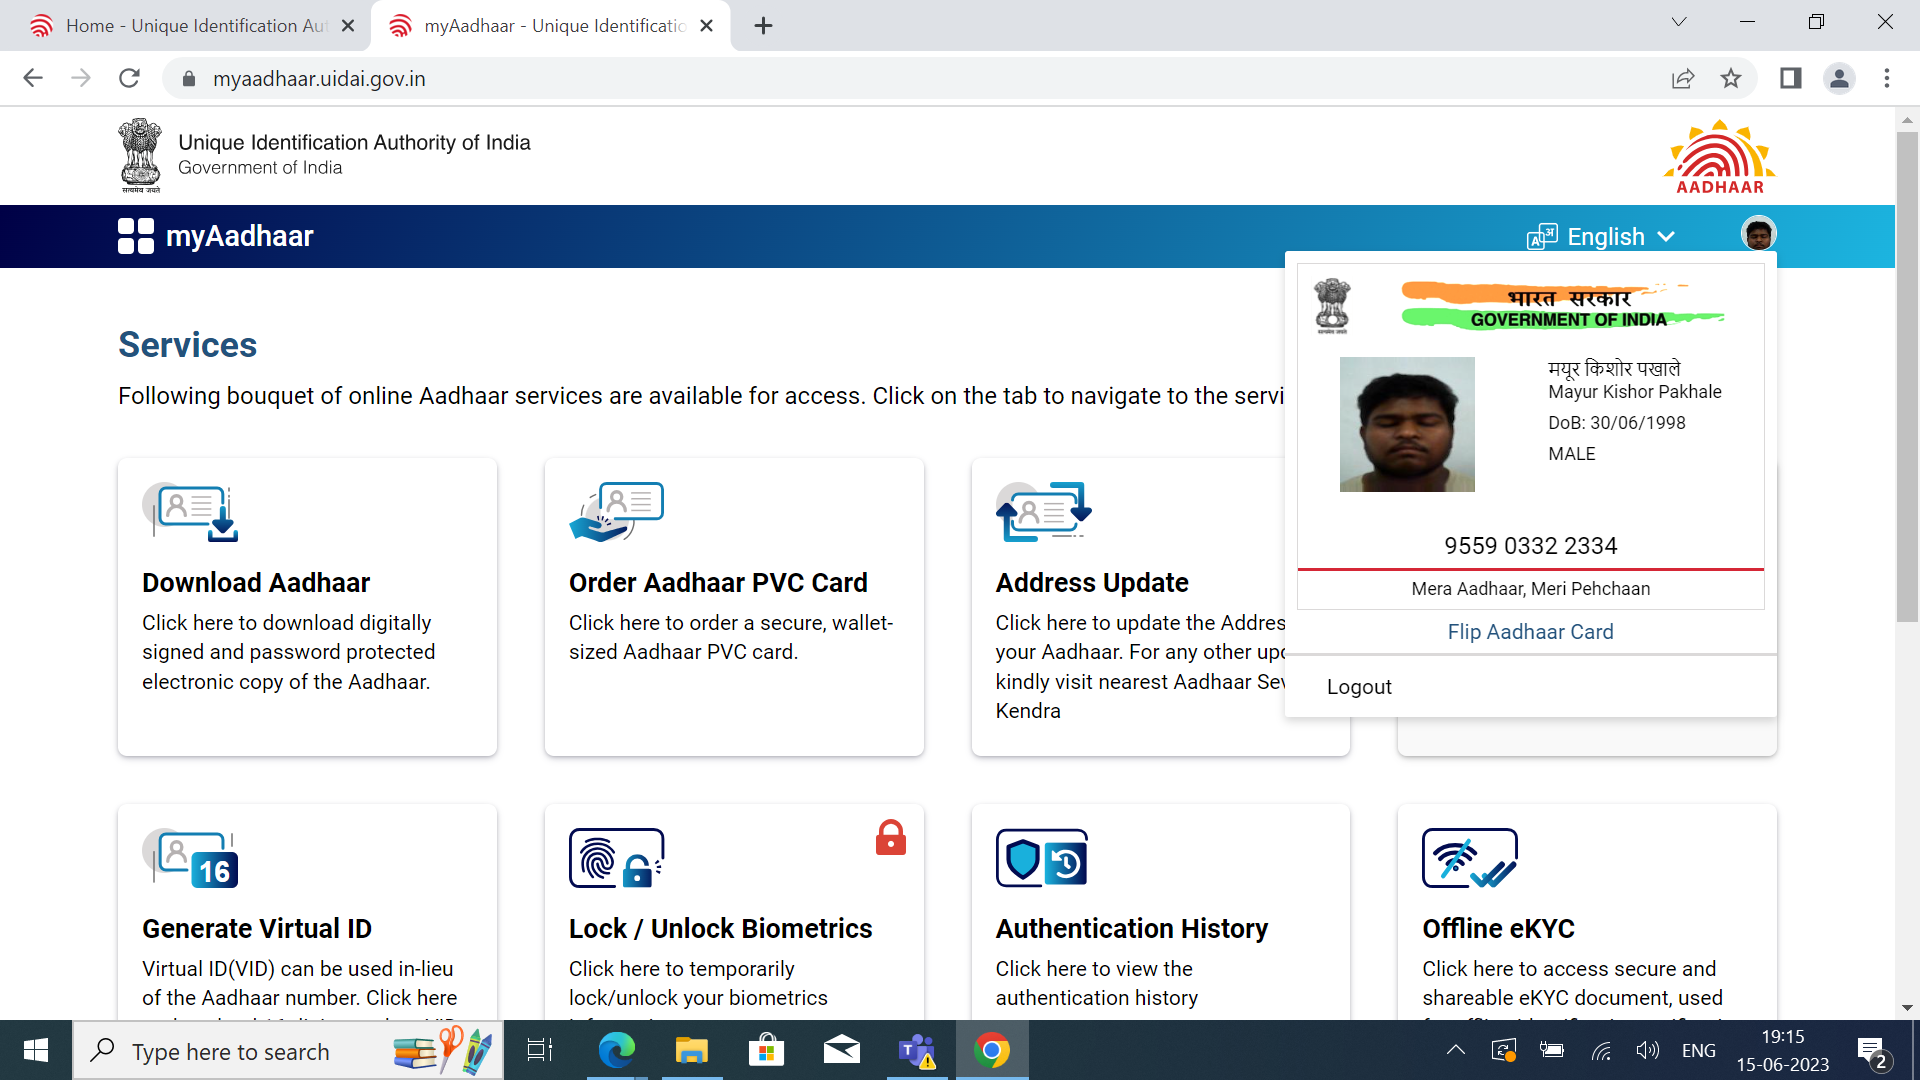 Home - Unique Identification Au
myAadhaar - Unique Identificatio
myaadhaar.uidai.gov.in
सत्यमेव जयते
Unique Identification Authority of India
Government of India
AADHAAR
myAadhaar
English
भारत सरकार
GOVERNMENT OF INDIA
मयूर किशोर पखाले
Mayur Kishor Pakhale
DoB: 30/06/1998
MALE
9559 0332 2334
Mera Aadhaar, Meri Pehchaan
Flip Aadhaar Card
Logout
Services
Following bouquet of online Aadhaar services are available for access. Click on the tab to navigate to the servi
Download Aadhaar
Click here to download digitally
signed and password protected
electronic copy of the Aadhaar.
Order Aadhaar PVC Card
Click here to order a secure, wallet-
sized Aadhaar PVC card.
Address Update
Click here to update the Addres
your Aadhaar. For any other upd
kindly visit nearest Aadhaar Sev
Kendra
16
Generate Virtual ID
Virtual ID(VID) can be used in-lieu
of the Aadhaar number. Click here
Lock / Unlock Biometrics
Click here to temporarily
lock/unlock your biometrics
Authentication History
Click here to view the
authentication history
Offline eKYC
Click here to access secure and
shareable eKYC document, used
Type here to search
ENG
19:15
15-06-2023
2